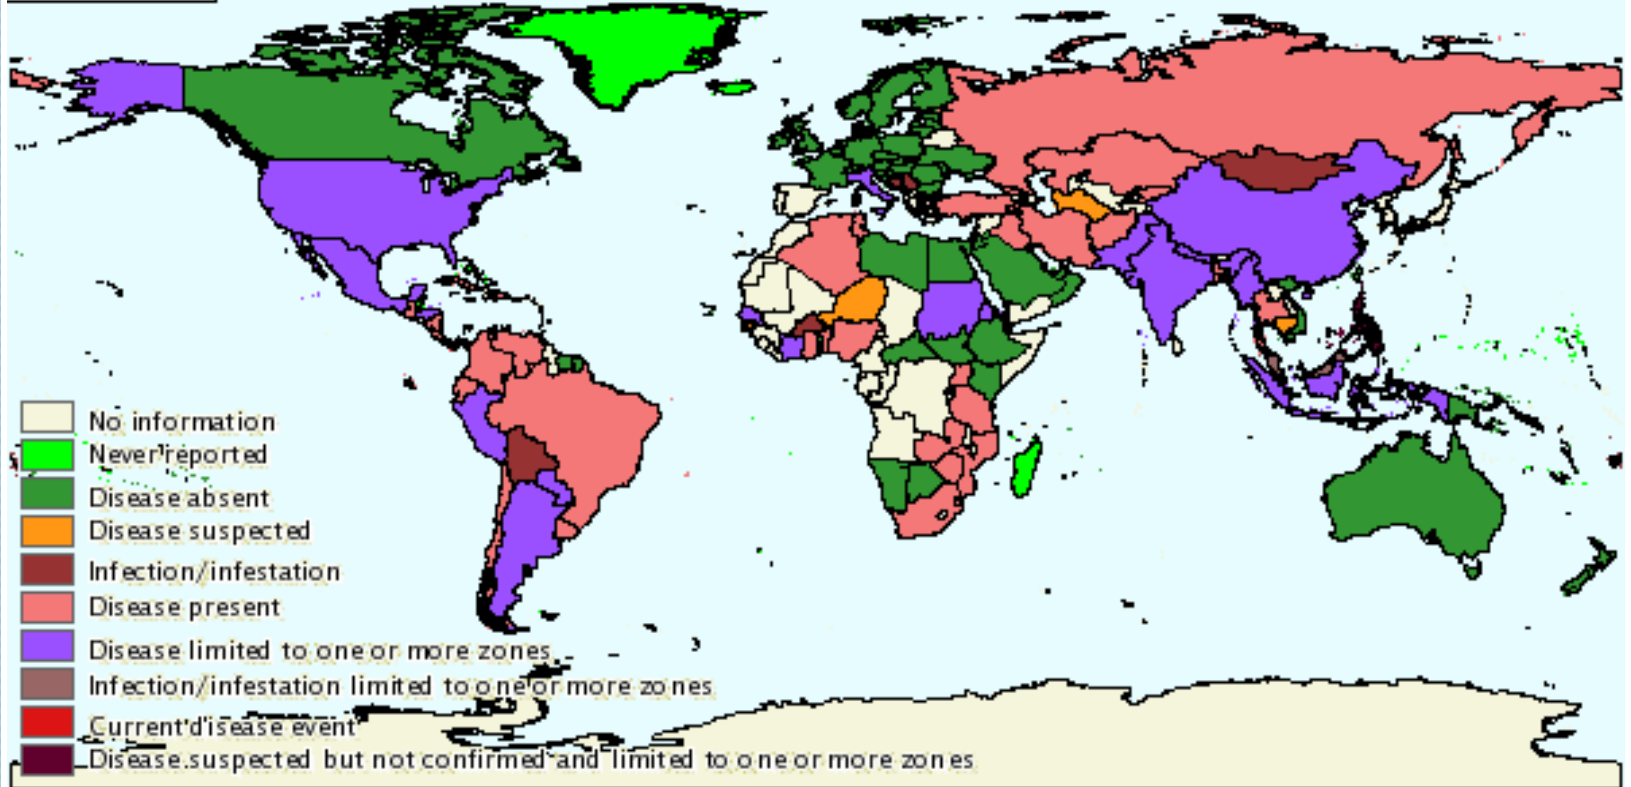 No information
Never reported
Disease absent
Disease suspected
Infection/infestation
Disease present
Disease limited to one or more zones
Infection/infestation limited to one or more zones
Current disease event
Disease suspected but not confirmed and limited to one or more zones